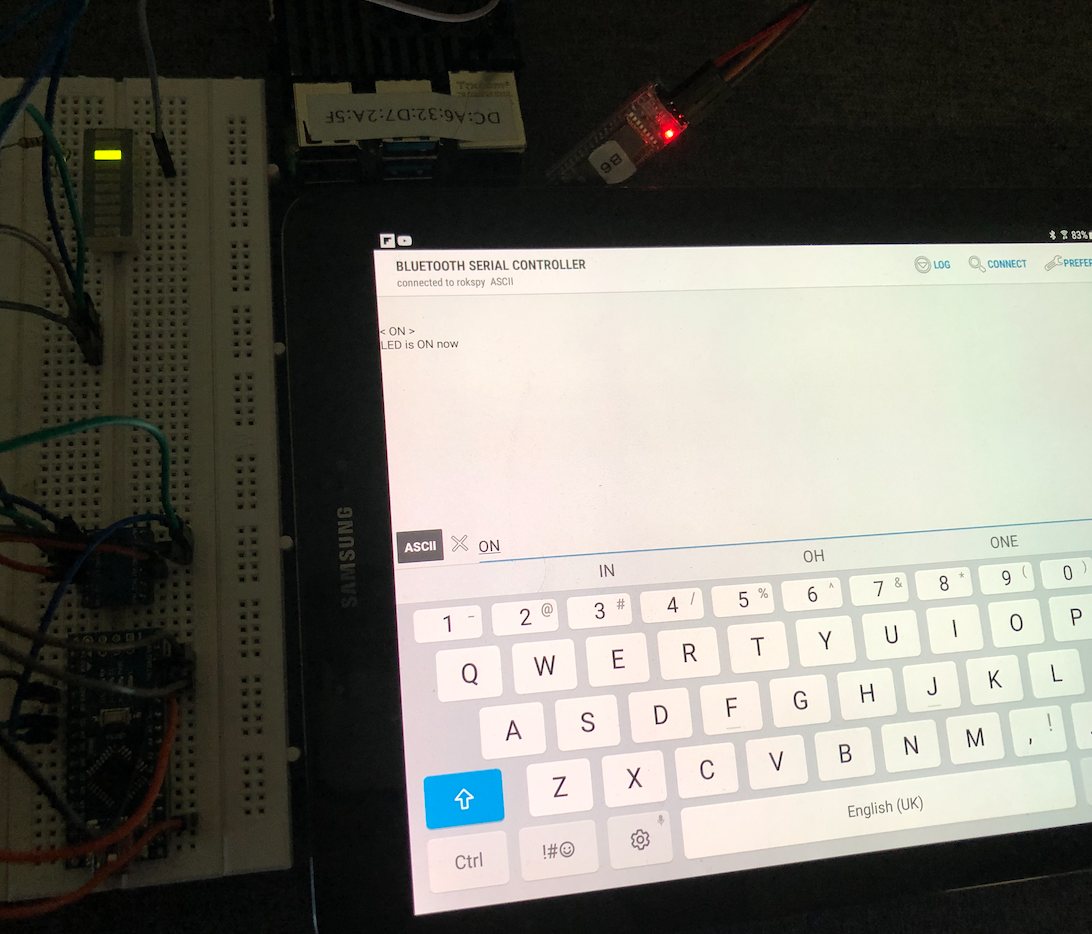 DC:A6:32:D7:2A:5F
B6
83%
BLUETOOTH SERIAL CONTROLLER
connected to rokspy ASCII
LOG
CONNECT
PREFER
< ON >
LED is ON now
SAMSUNG
ASCII
ON
IN
OH
ONE
1 -
2 @
3 #
4 /
5 %
6 ^
7 &
8 *
9 (
0 )
Q W E R T Y U I O P
A S D F G H J K L
Z X C V B N M , !
Ctrl
!#☺
English (UK)